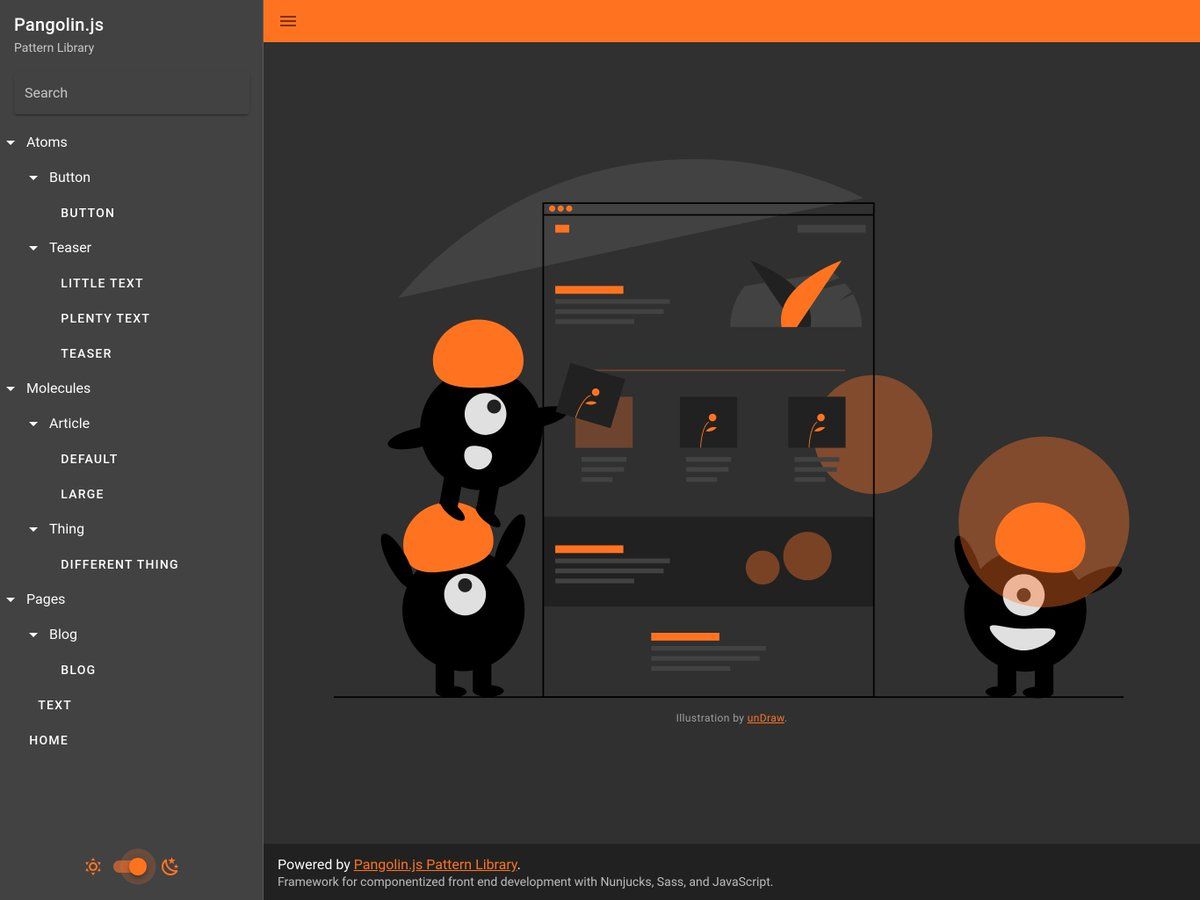 Pangolin.js
Pattern Library
Search
Atoms
Button
BUTTON
Teaser
LITTLE TEXT
PLENTY TEXT
TEASER
Molecules
Article
DEFAULT
LARGE
Thing
DIFFERENT THING
Pages
Blog
BLOG
TEXT
HOME
Illustration by unDraw.
Powered by Pangolin.js Pattern Library.
Framework for componentized front end development with Nunjucks, Sass, and JavaScript.